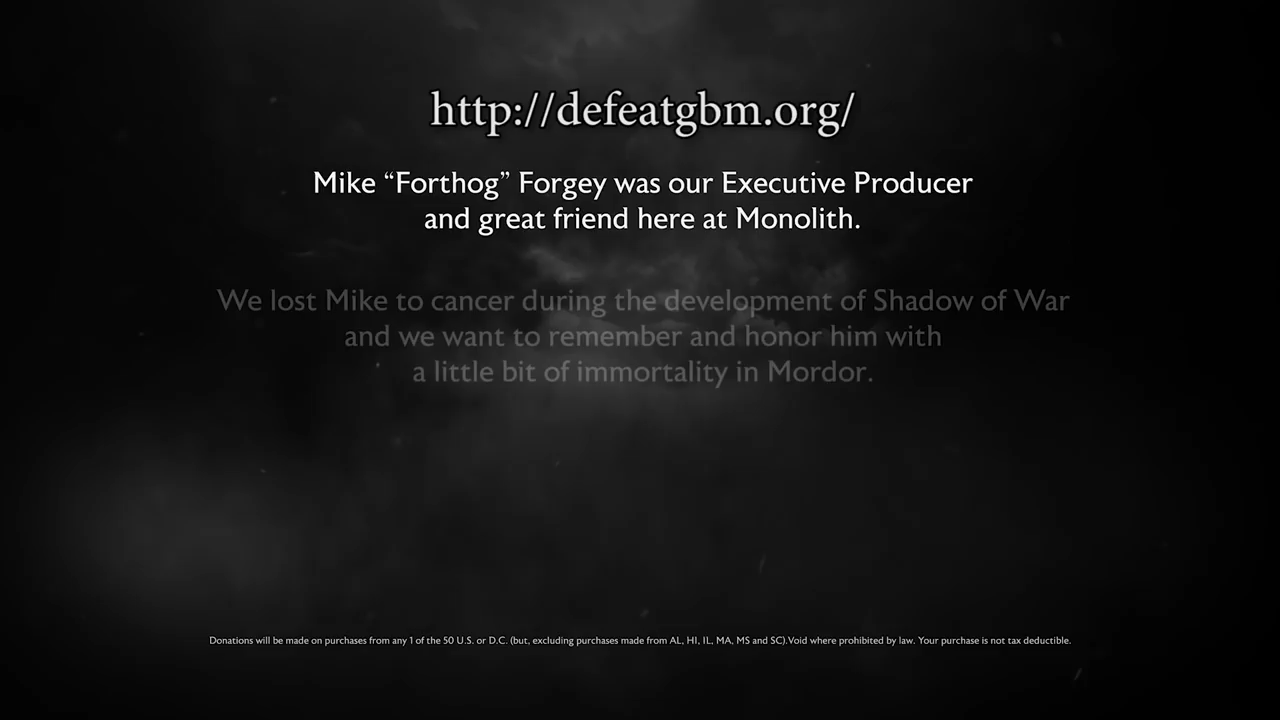 http://defeatgbm.org/
Mike “Forthog” Forgey was our Executive Producer
and great friend here at Monolith.
We lost Mike to cancer during the development of Shadow of War
and we want to remember and honor him with
a little bit of immortality in Mordor.
Donations will be made on purchases from any 1 of the 50 U.S. or D.C. (but, excluding purchases made from AL, HI, IL, MA, MS and SC).Void where prohibited by law. Your purchase is not tax deductible.